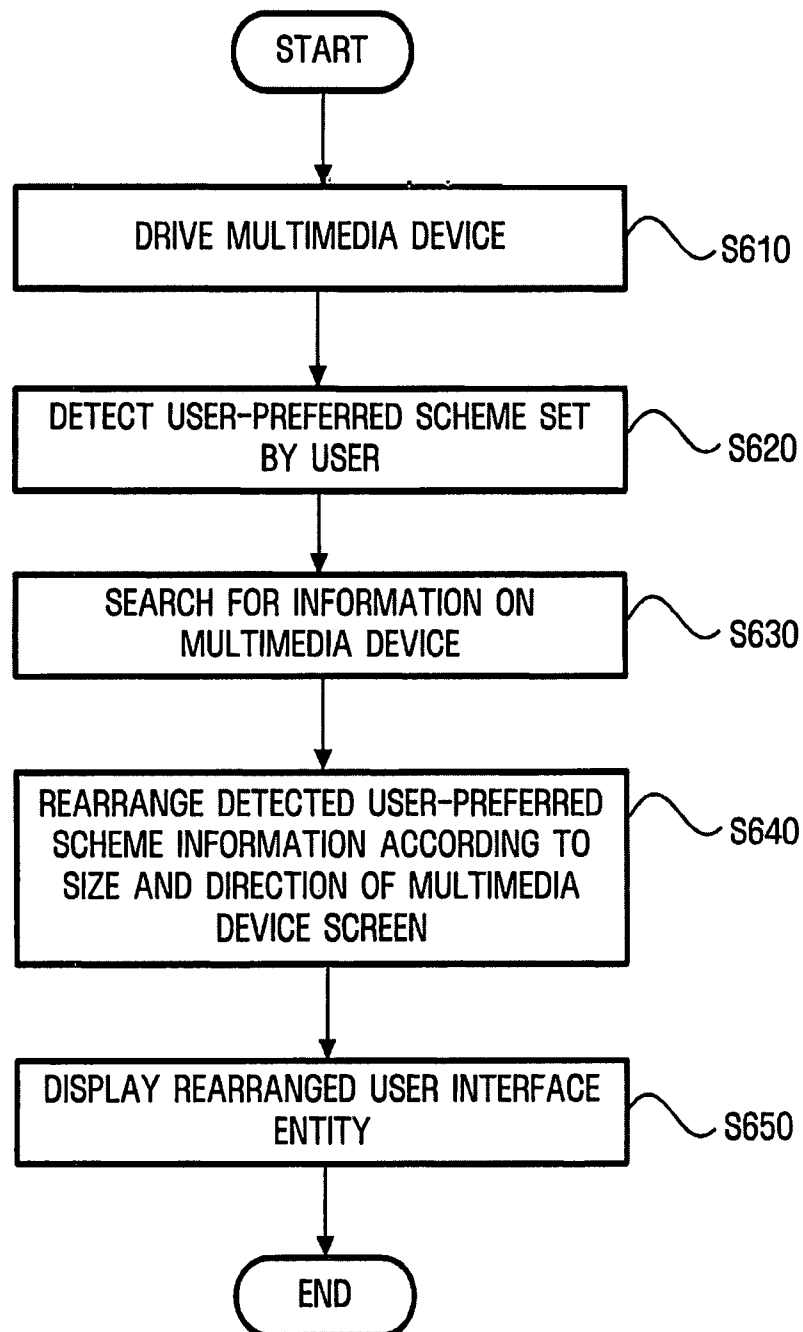 START
DRIVE MULTIMEDIA DEVICE
S610
DETECT USER-PREFERRED SCHEME SET
BY USER
S620
SEARCH FOR INFORMATION ON
MULTIMEDIA DEVICE
S630
REARRANGE DETECTED USER-PREFERRED
SCHEME INFORMATION ACCORDING TO
SIZE AND DIRECTION OF MULTIMEDIA
DEVICE SCREEN
S640
DISPLAY REARRANGED USER INTERFACE
ENTITY
S650
END